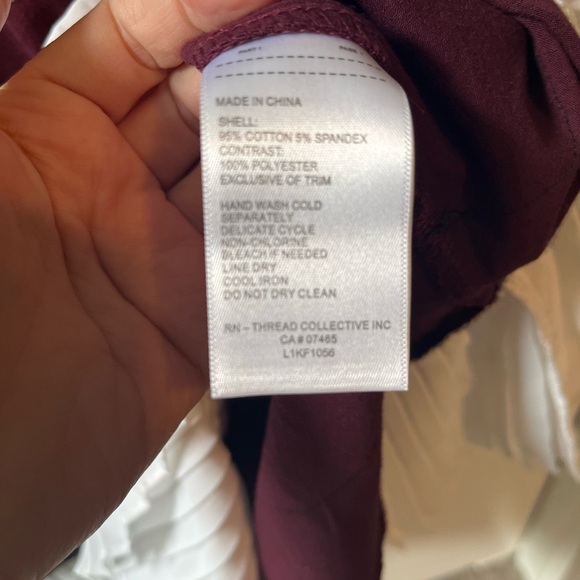 PART 1
MADE IN CHINA
SHELL:
95% COTTON 5% SPANDEX
CONTRAST:
100% POLYESTER
EXCLUSIVE OF TRIM
HAND WASH COLD
SEPARATELY
DELICATE CYCLE
NON-CHLORINE
BLEACH IF NEEDED
LINE DRY
COOL IRON
DO NOT DRY CLEAN
RN – THREAD COLLECTIVE INC
CA# 07465
L1KF1056